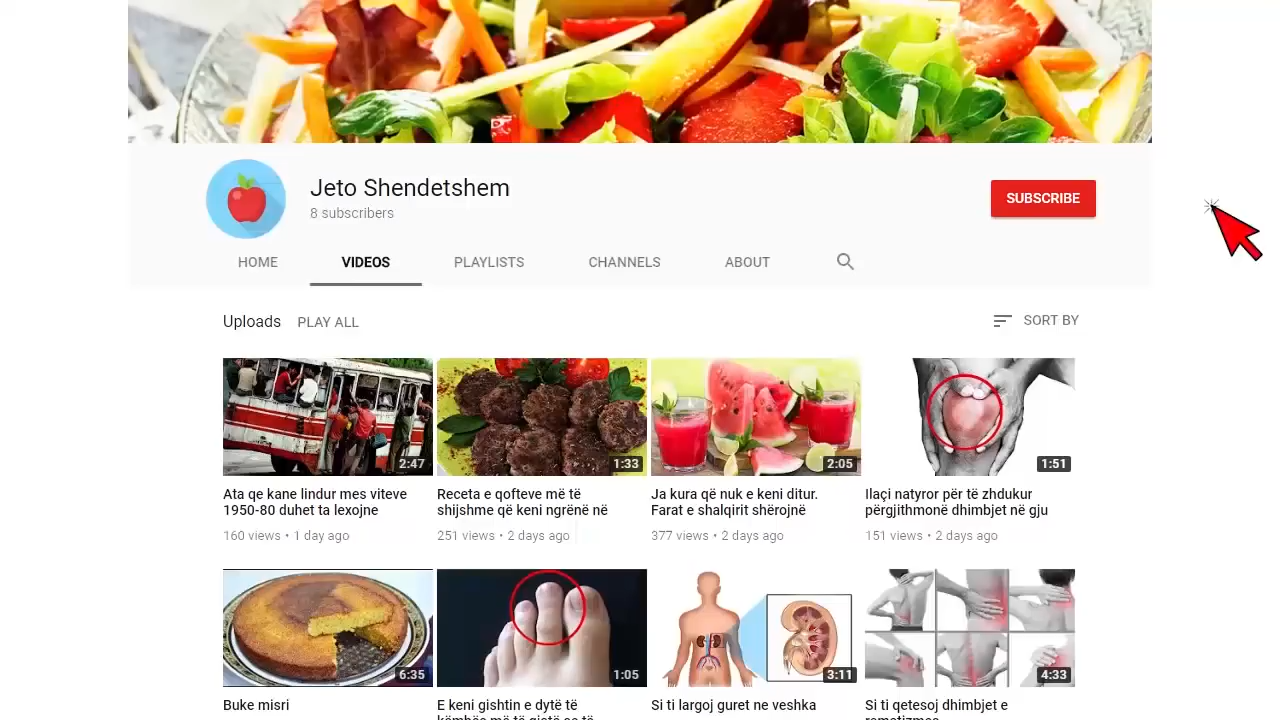 Jeto Shendetshem
8 subscribers
SUBSCRIBE
HOME
VIDEOS
PLAYLISTS
CHANNELS
ABOUT
Uploads
PLAY ALL
SORT BY
2:47
1:33
2:05
1:51
Ata qe kane lindur mes viteve
1950-80 duhet ta lexojne
160 views • 1 day ago
Receta e qofteve më të
shijshme që keni ngrënë në
251 views • 2 days ago
Ja kura që nuk e keni ditur.
Farat e shalqirit shërojnë
377 views • 2 days ago
Ilaçi natyror për të zhdukur
përgjithmonë dhimbjet në gju
151 views • 2 days ago
6:35
1:05
3:11
4:33
Buke misri
E keni gishtin e dytë të
Si ti largoj guret ne veshka
Si ti qetesoj dhimbjet e